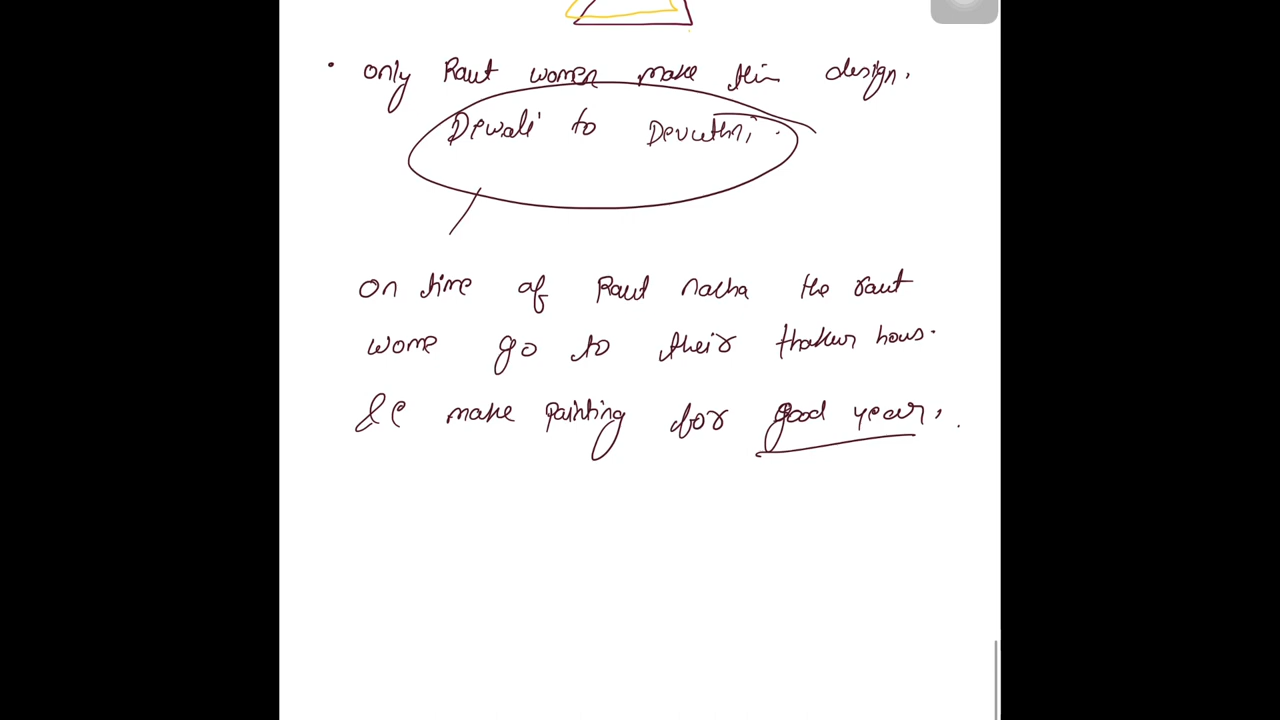 • only Raut women make this design.
Dewali to Devuthni.
on time of Raut nacha the raut
wome go to their thakur hous.
& make painting for good year.